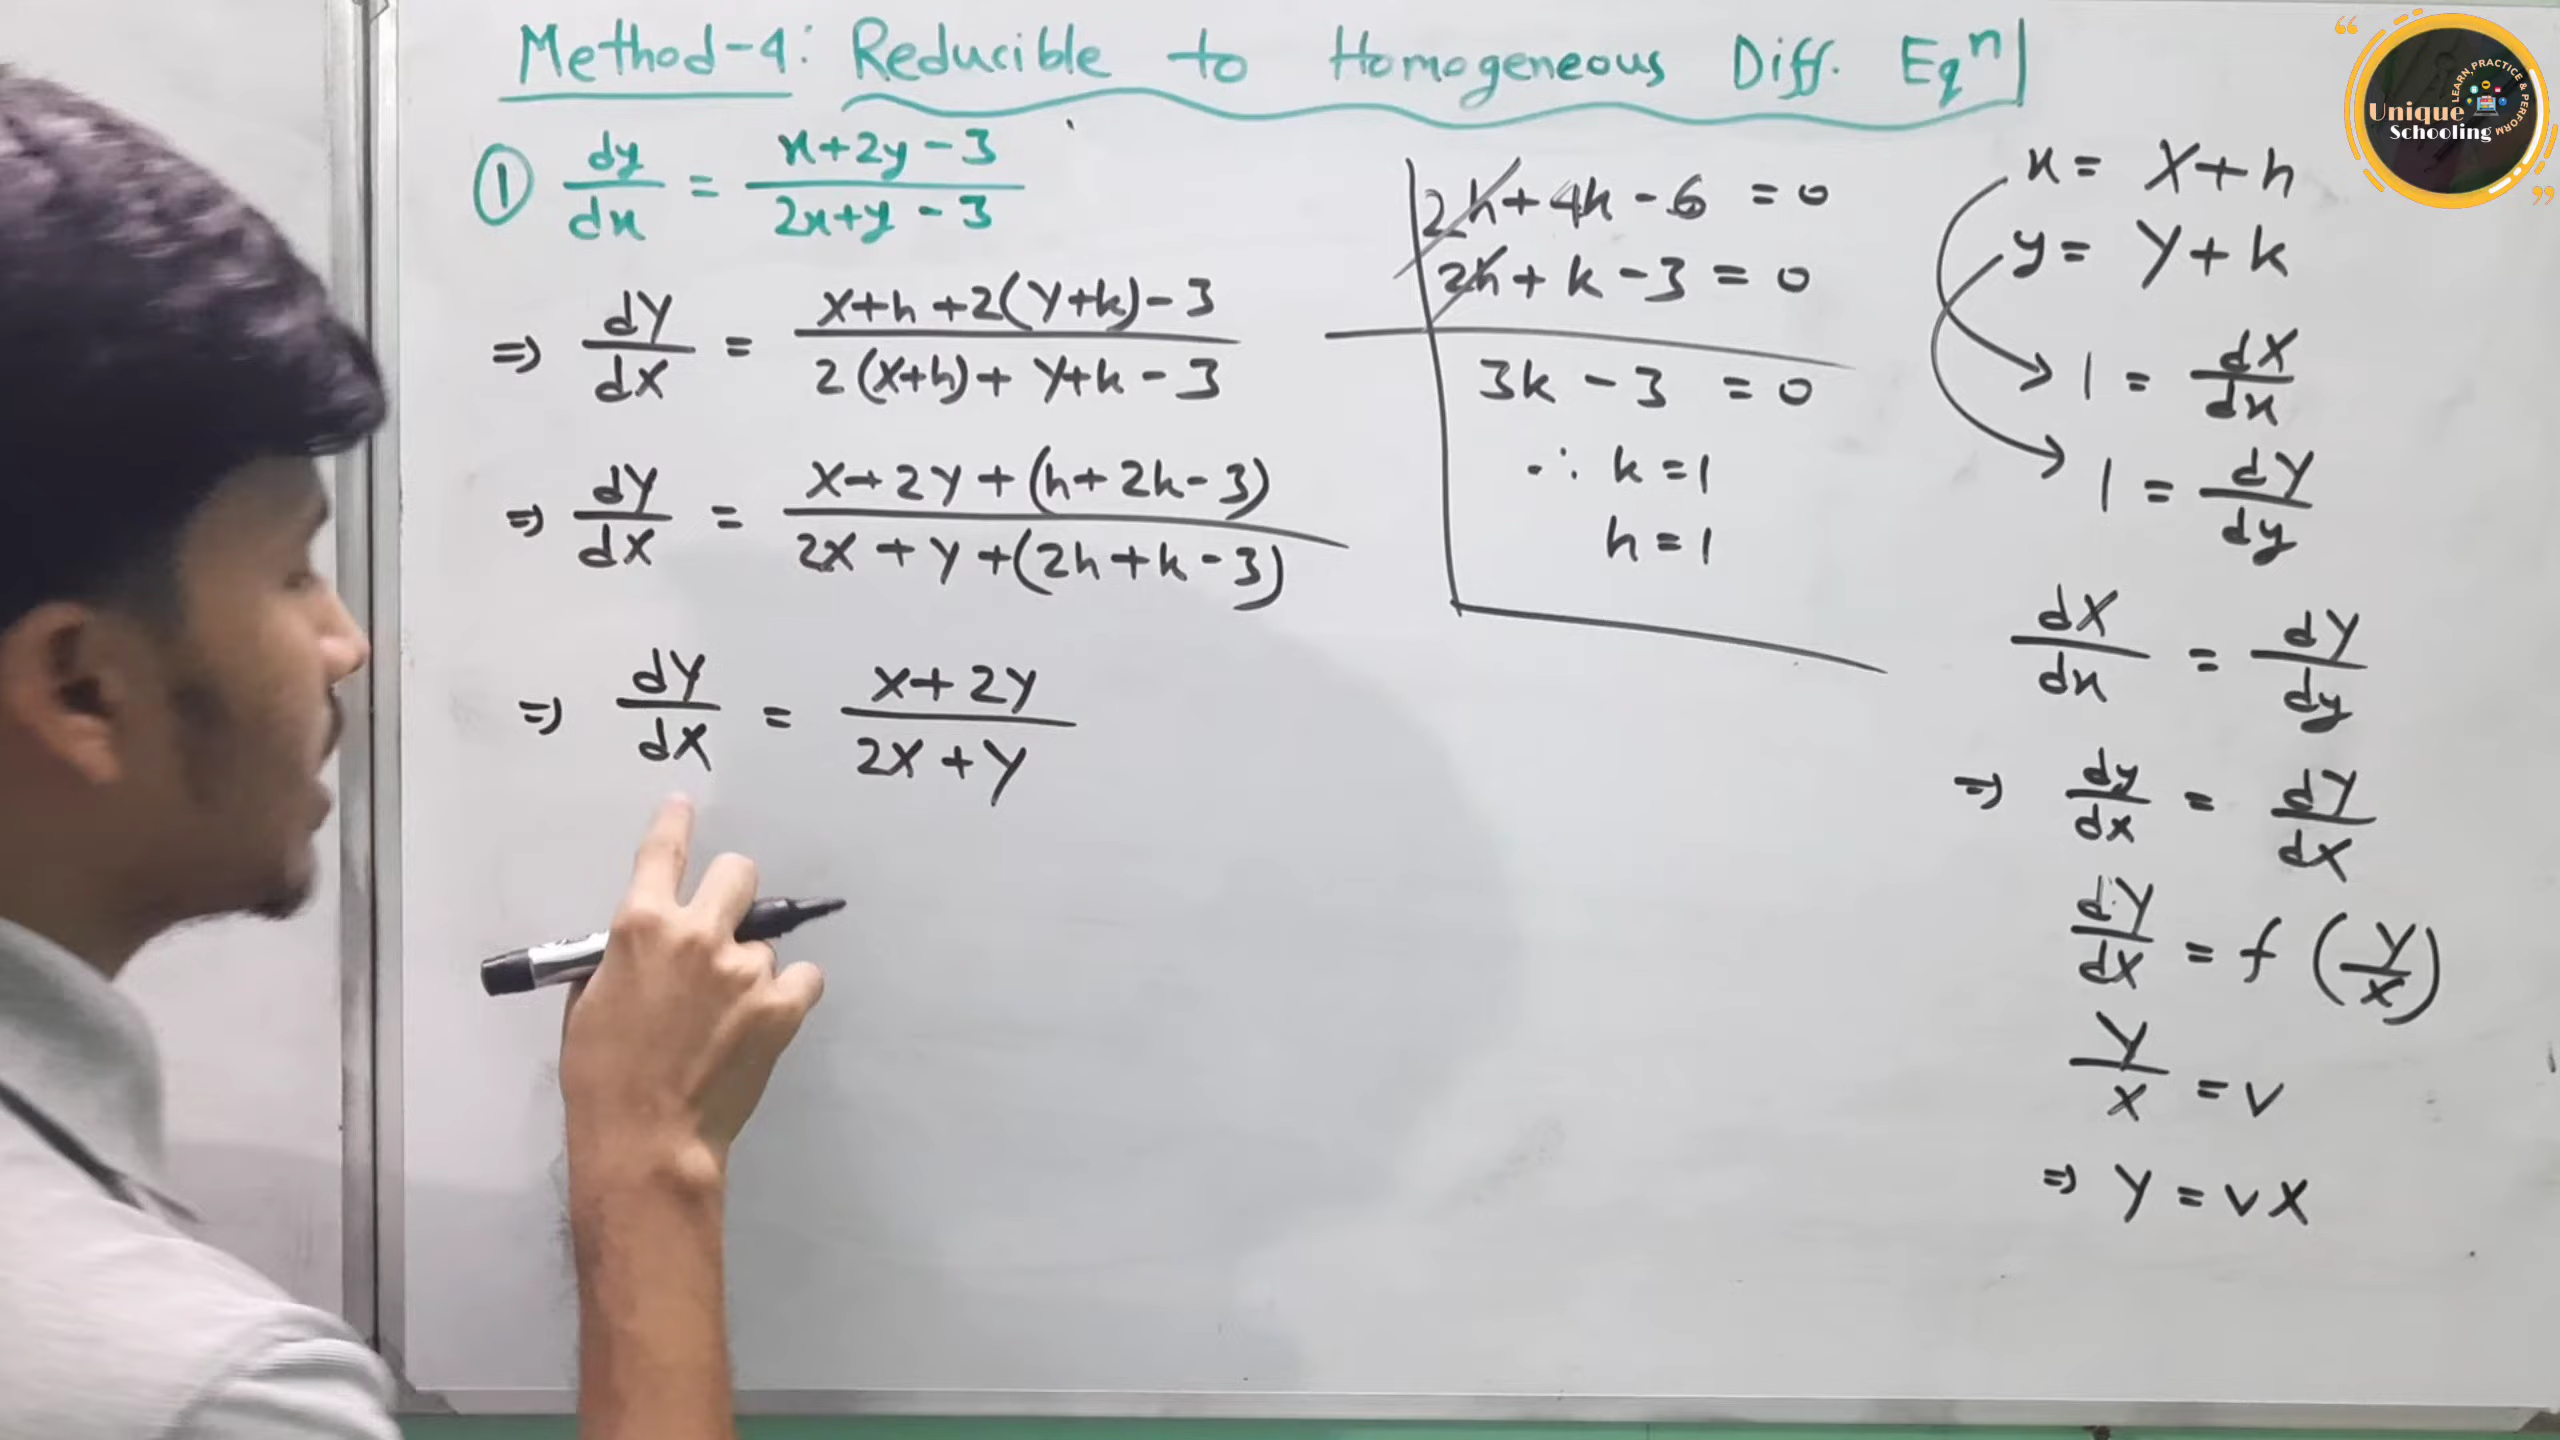 Method-4: Reducible to Homogeneous Diff. Eqⁿ
① dy/dx = (x+2y-3)/(2x+y-3)
⇒ dY/dX = (X+h+2(Y+k)-3)/(2(X+h)+Y+k-3)
⇒ dY/dX = (X+2Y+(h+2k-3))/(2X+Y+(2h+k-3))
⇒ dY/dX = (X+2Y)/(2X+Y)
2h+4k-6 = 0
2h+k-3 = 0
3k-3 = 0
∴ k=1
h=1
x = X+h
y = Y+k
1 = dX/dx
1 = dY/dy
dX/dx = dY/dy
⇒ dy/dx = dY/dX
dY/dX = f(Y/X)
Y/X = v
⇒ Y = vX
“
LEARN, PRACTICE & PERFORM
Unique
Schooling
”